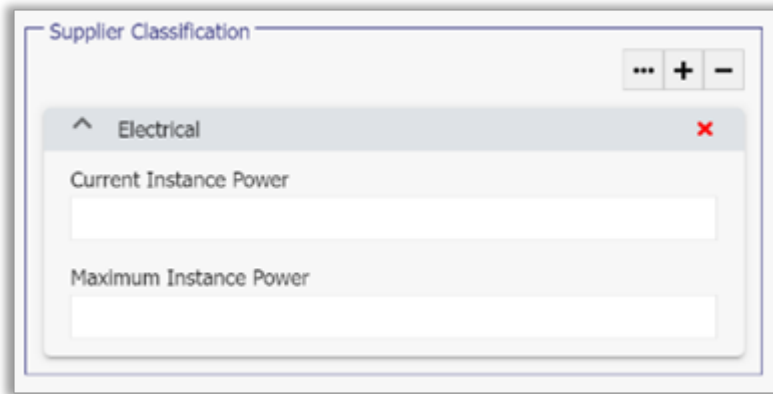 Supplier Classification
Electrical
Current Instance Power
Maximum Instance Power